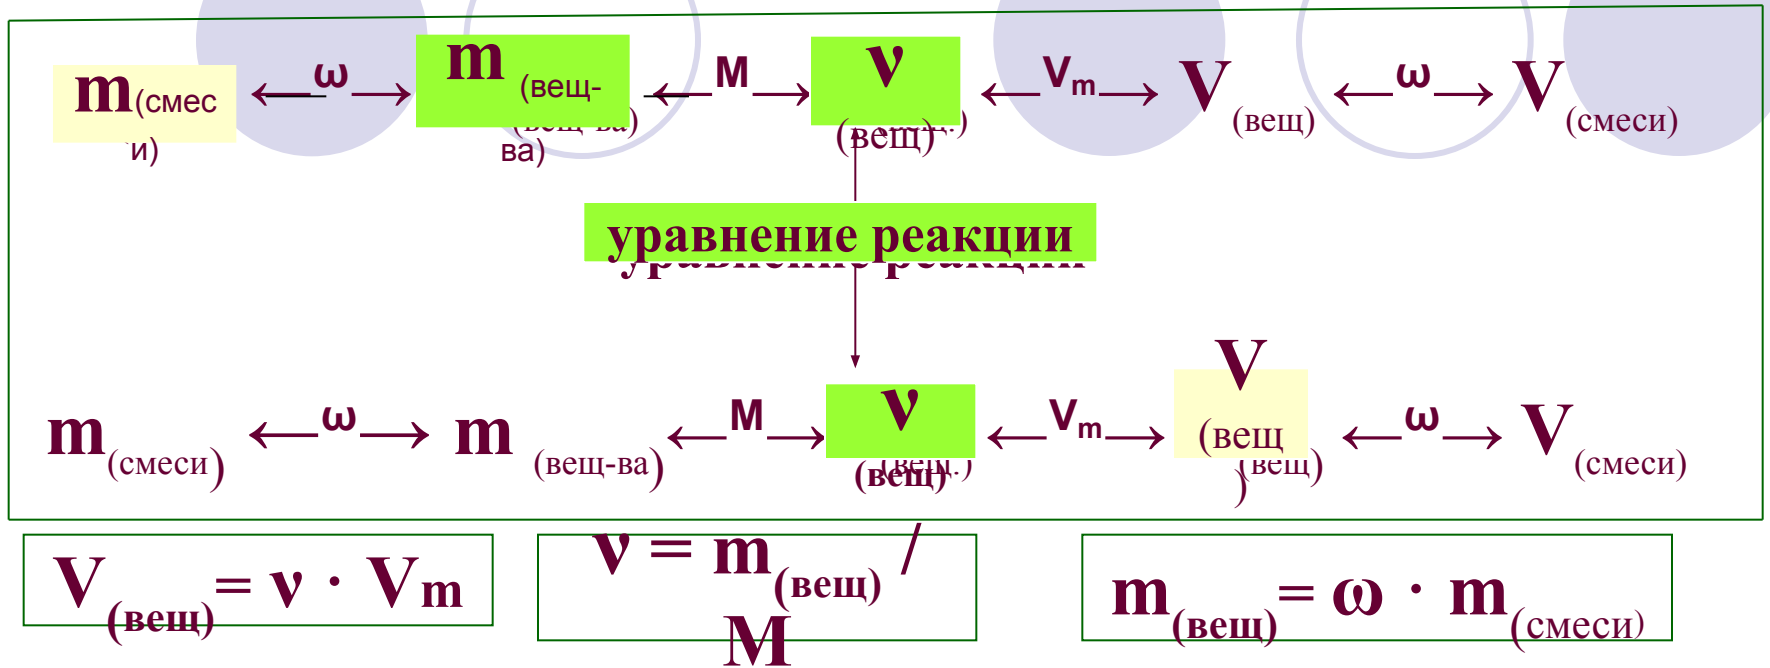 m(смеси) ω m (вещ-ва) M ν (вещ) Vm V (вещ) ω V (смеси)
уравнение реакции
m (смеси) ω m (вещ-ва) M ν (вещ) Vm V (вещ) ω V (смеси)
V (вещ) = ν · Vm
ν = m (вещ) /
M
m (вещ) = ω · m (смеси)